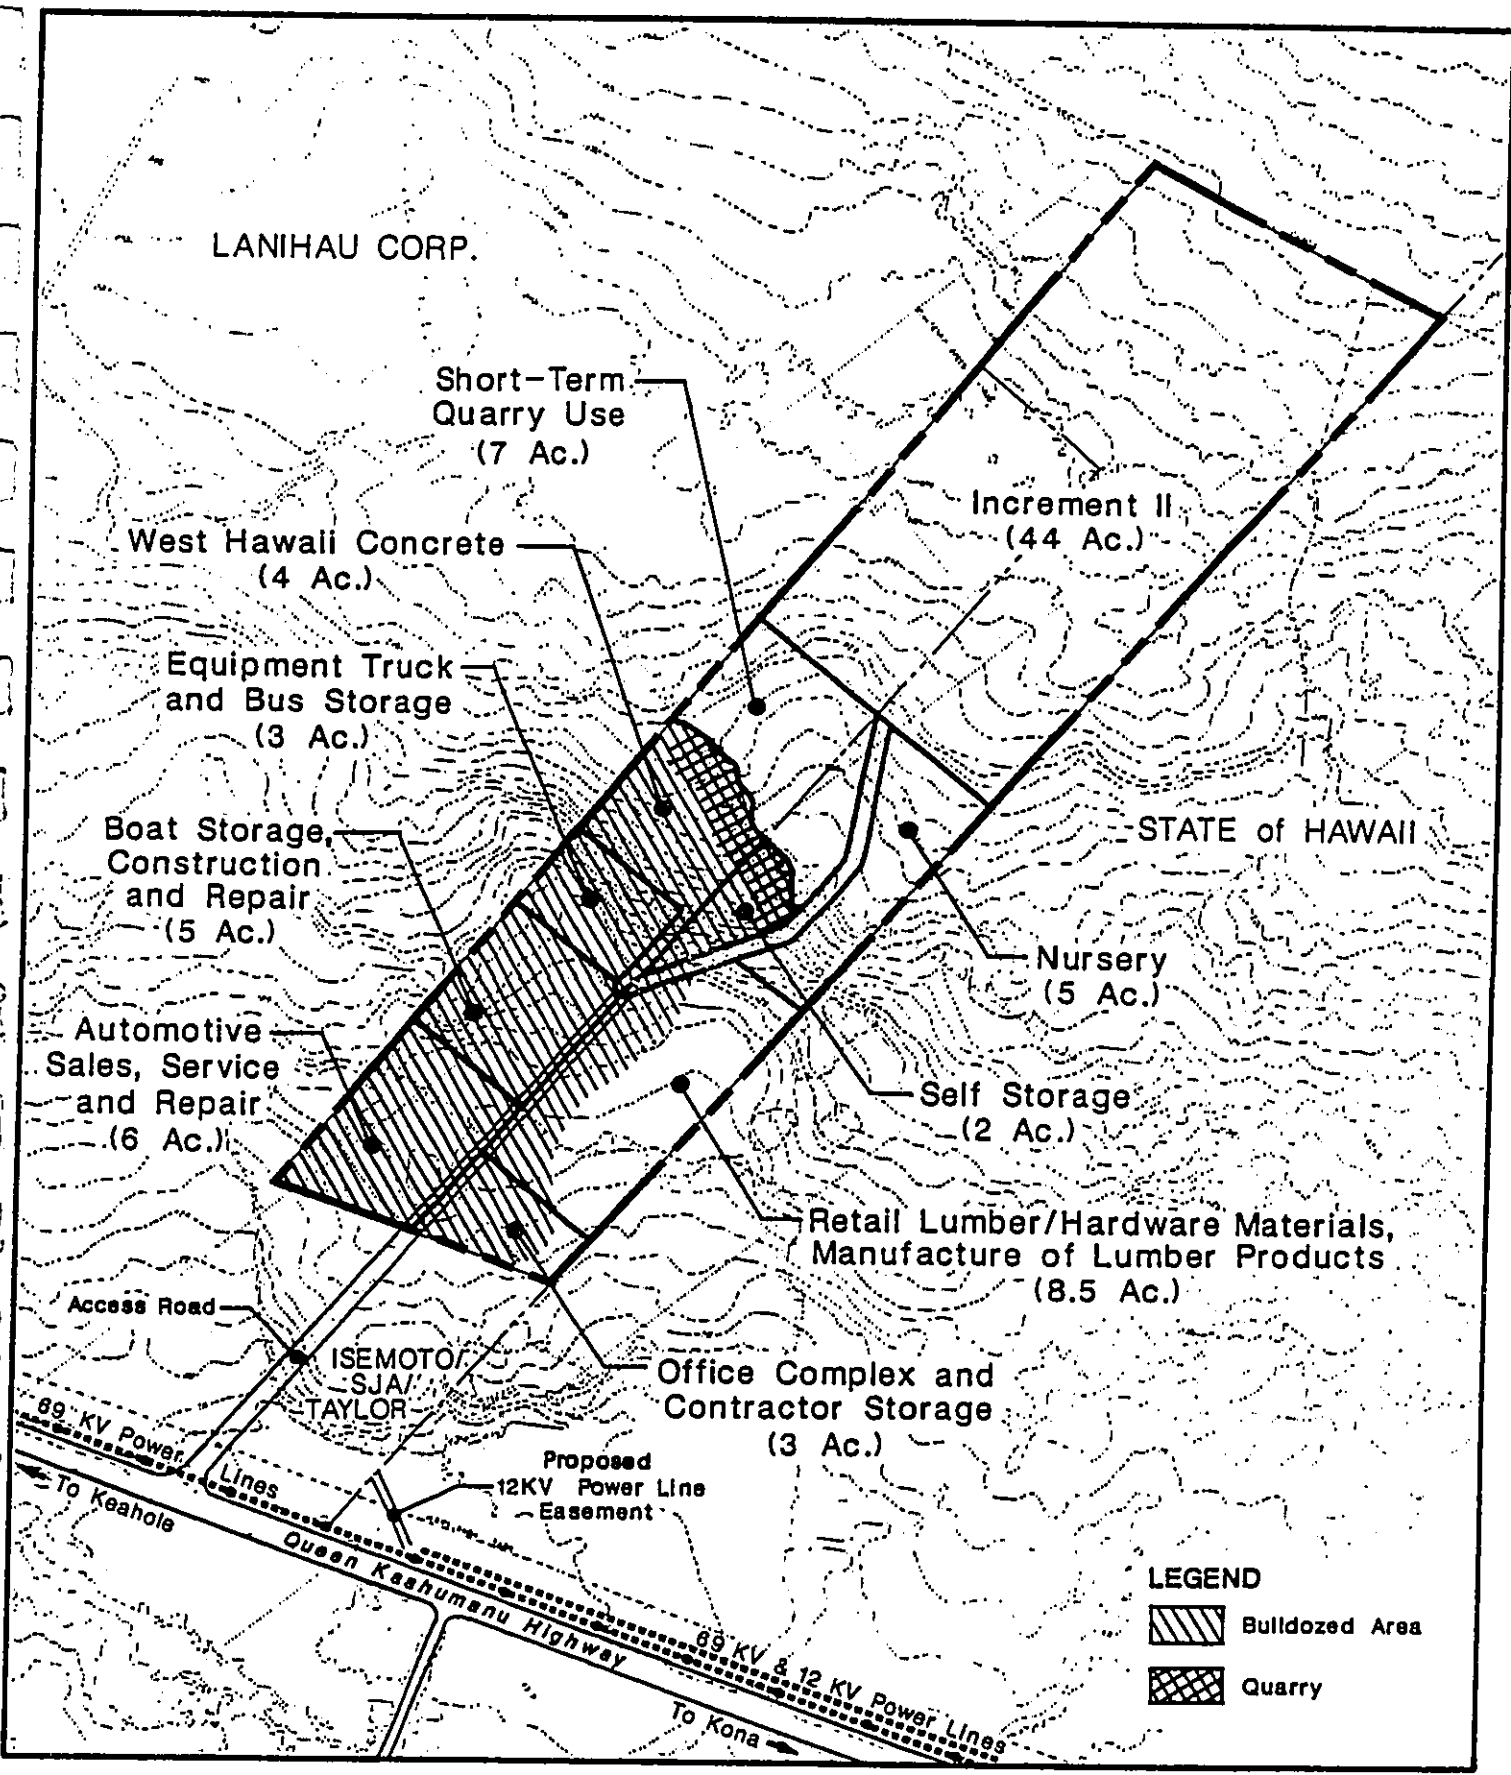 LANIHAU CORP.
Short-Term
Quarry Use
(7 Ac.)
Increment II
(44 Ac.)
West Hawaii Concrete
(4 Ac.)
Equipment Truck
and Bus Storage
(3 Ac.)
Boat Storage,
Construction
and Repair
(5 Ac.)
STATE of HAWAII
Nursery
(5 Ac.)
Automotive
Sales, Service
and Repair
(6 Ac.)
Self Storage
(2 Ac.)
Retail Lumber/Hardware Materials,
Manufacture of Lumber Products
(8.5 Ac.)
Access Road
ISEMOTO/
SJA/
TAYLOR
Office Complex and
Contractor Storage
(3 Ac.)
69 KV Power Lines
Proposed
12KV Power Line
Easement
To Keahole
Queen Kaahumanu Highway
69 KV & 12 KV Power Lines
To Kona
LEGEND
Bulldozed Area
Quarry